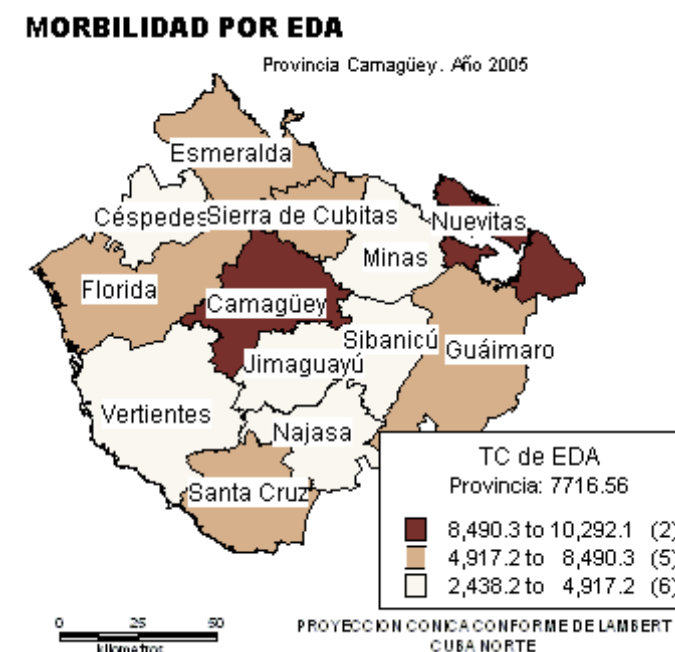 MORBILIDAD POR EDA
Provincia Camagüey. Año 2005
Esmeralda
Céspedes
Sierra de Cubitas
Nuevitas
Minas
Florida
Camagüey
Sibanicú
Guáimaro
Jimaguayú
Vertientes
Najasa
Santa Cruz
TC de EDA
Provincia: 7716.56
8,490.3 to 10,292.1 (2)
4,917.2 to 8,490.3 (5)
2,438.2 to 4,917.2 (6)
0 25 50
kilometros
PROYECCION CONICA CONFORME DE LAMBERT
CUBA NORTE